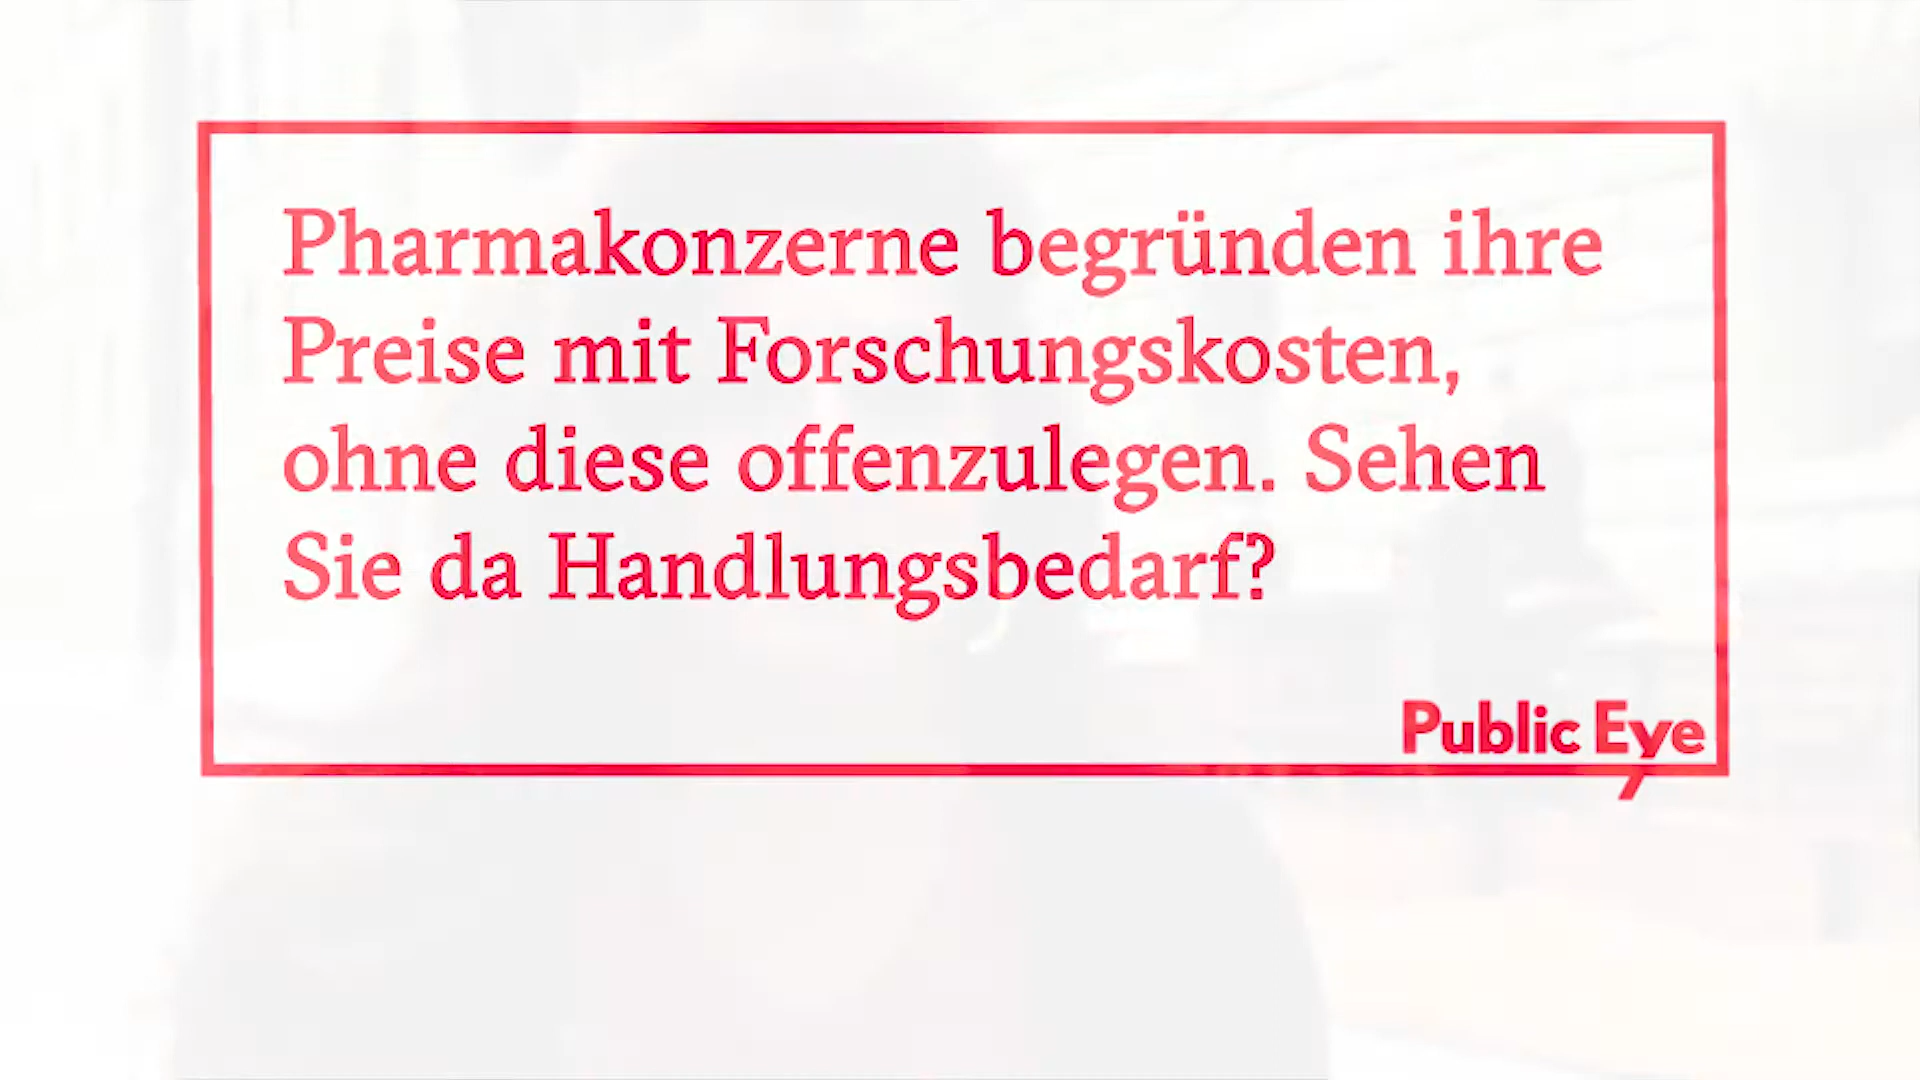 Pharmakonzerne begründen ihre
Preise mit Forschungskosten,
ohne diese offenzulegen. Sehen
Sie da Handlungsbedarf?
Public Eye